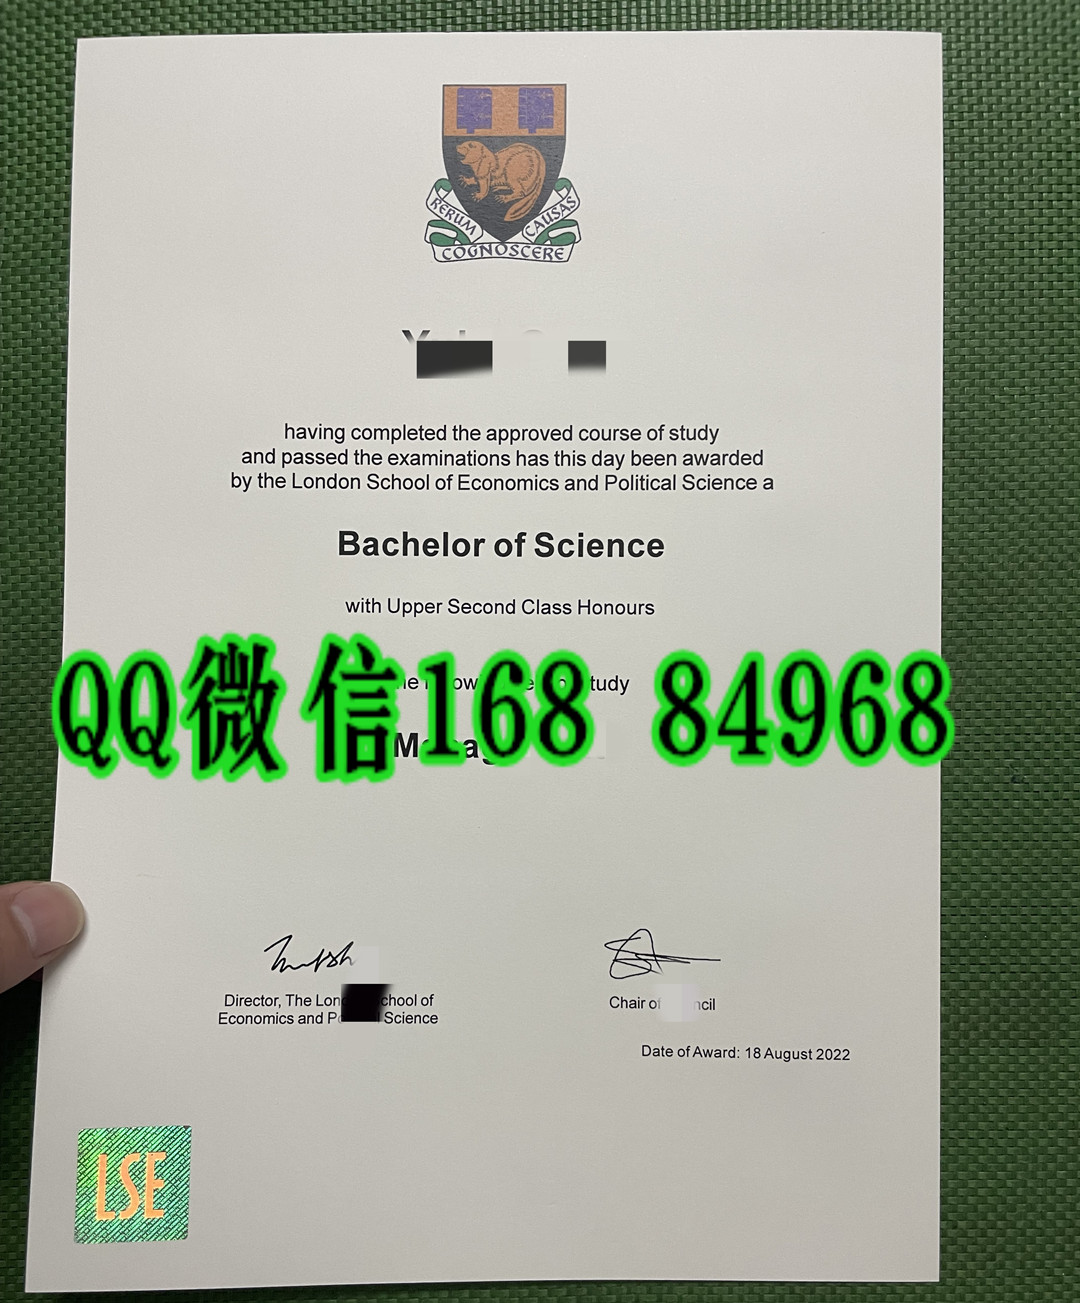 RERUM
CAUSAS
COGNOSCERE
having completed the approved course of study
and passed the examinations has this day been awarded
by the London School of Economics and Political Science a
Bachelor of Science
with Upper Second Class Honours
QQ微信168 84968
Director, The
Economics and Science
Chair
Date of Award: 18 August 2022
LSE